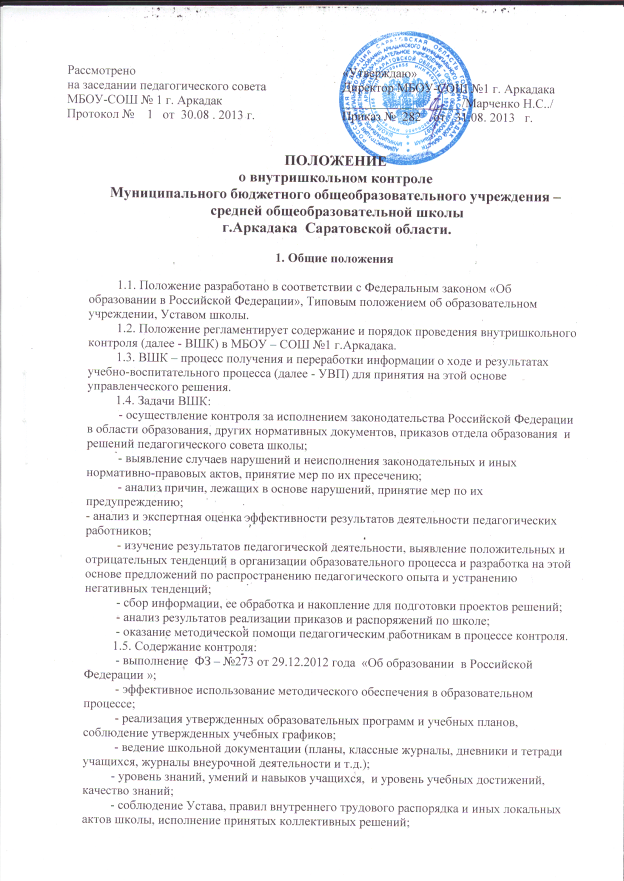 Рассмотрено
на заседании педагогического совета
МБОУ-СОШ № 1 г. Аркадак
Протокол № 1 от 30.08 . 2013 г.
«Утверждаю»
Директор МБОУ-СОШ №1 г. Аркадака
/Марченко Н.С../
Приказ № 282 от 31.08. 2013 г.
ПОЛОЖЕНИЕ
о внутришкольном контроле
Муниципального бюджетного общеобразовательного учреждения –
средней общеобразовательной школы
г.Аркадака Саратовской области.
1. Общие положения
1.1. Положение разработано в соответствии с Федеральным законом «Об
образовании в Российской Федерации», Типовым положением об образовательном
учреждении, Уставом школы.
1.2. Положение регламентирует содержание и порядок проведения внутришкольного
контроля (далее - ВШК) в МБОУ – СОШ №1 г.Аркадака.
1.3. ВШК – процесс получения и переработки информации о ходе и результатах
учебно-воспитательного процесса (далее - УВП) для принятия на этой основе
управленческого решения.
1.4. Задачи ВШК:
- осуществление контроля за исполнением законодательства Российской Федерации
в области образования, других нормативных документов, приказов отдела образования и
решений педагогического совета школы;
- выявление случаев нарушений и неисполнения законодательных и иных
нормативно-правовых актов, принятие мер по их пресечению;
- анализ причин, лежащих в основе нарушений, принятие мер по их
предупреждению;
- анализ и экспертная оценка эффективности результатов деятельности педагогических
работников;
- изучение результатов педагогической деятельности, выявление положительных и
отрицательных тенденций в организации образовательного процесса и разработка на этой
основе предложений по распространению педагогического опыта и устранению
негативных тенденций;
- сбор информации, ее обработка и накопление для подготовки проектов решений;
- анализ результатов реализации приказов и распоряжений по школе;
- оказание методической помощи педагогическим работникам в процессе контроля.
1.5. Содержание контроля:
- выполнение ФЗ – №273 от 29.12.2012 года «Об образовании в Российской
Федерации »;
- эффективное использование методического обеспечения в образовательном
процессе;
- реализация утвержденных образовательных программ и учебных планов,
соблюдение утвержденных учебных графиков;
- ведение школьной документации (планы, классные журналы, дневники и тетради
учащихся, журналы внеурочной деятельности и т.д.);
- уровень знаний, умений и навыков учащихся, и уровень учебных достижений,
качество знаний;
- соблюдение Устава, правил внутреннего трудового распорядка и иных локальных
актов школы, исполнение принятых коллективных решений;